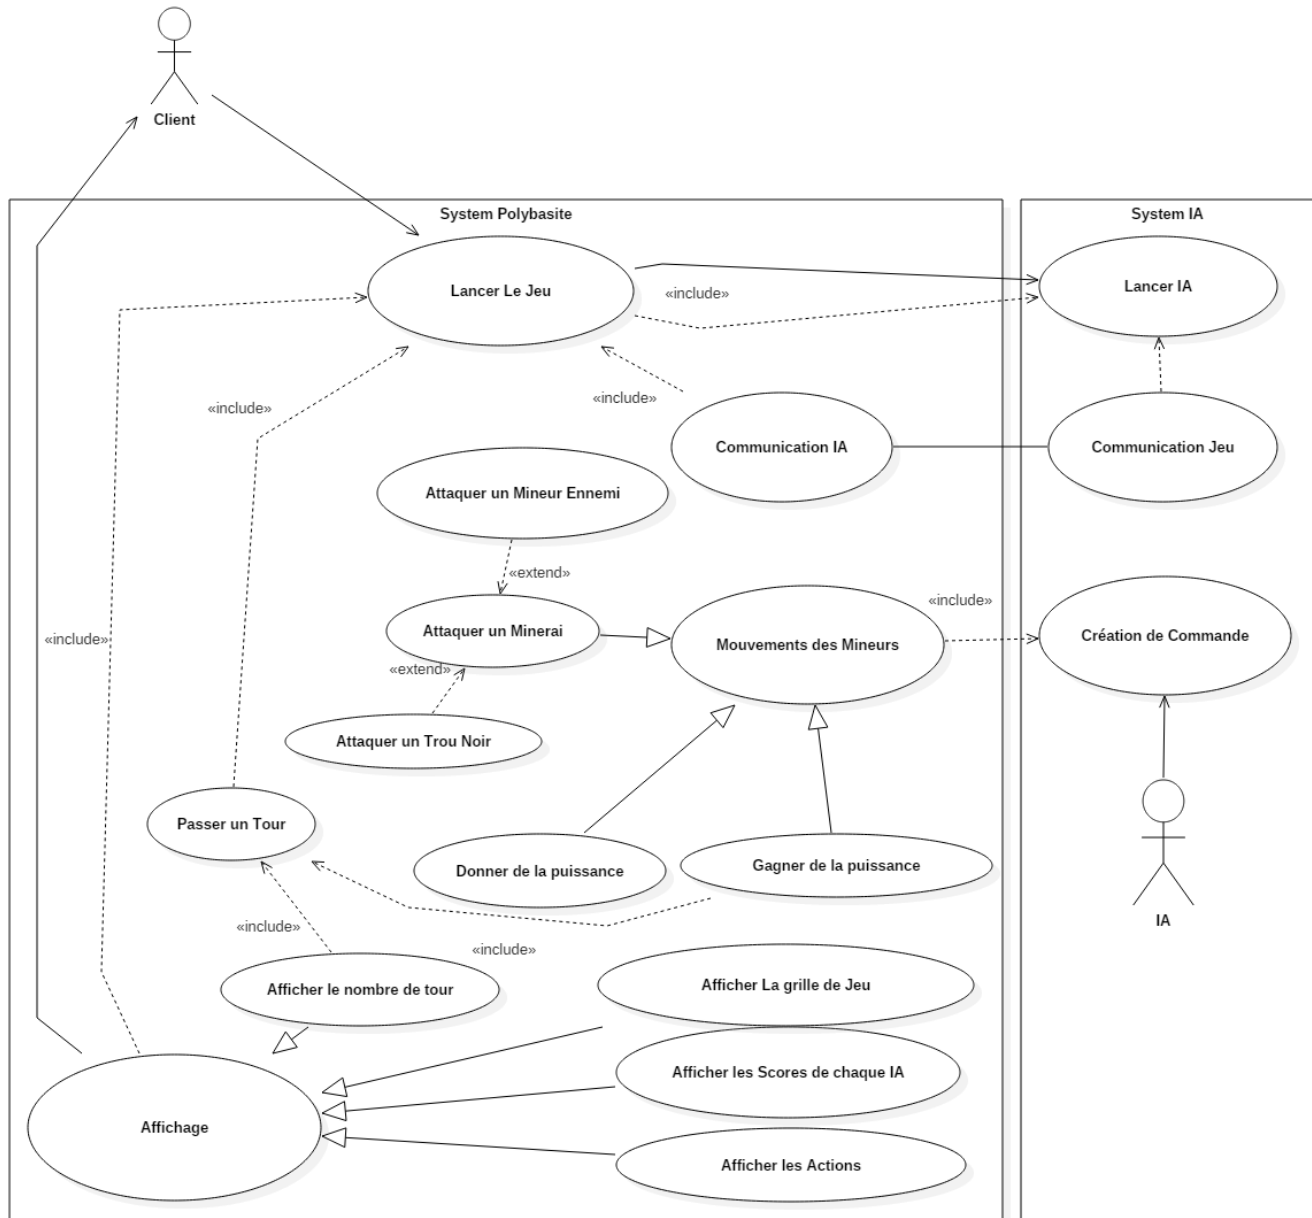 Client
System Polybasite
System IA
Lancer Le Jeu
Lancer IA
«include»
«include»
«include»
Communication IA
Communication Jeu
Attaquer un Mineur Ennemi
«extend»
«include»
Attaquer un Minerai
Mouvements des Mineurs
Création de Commande
«include»
«extend»
Attaquer un Trou Noir
Passer un Tour
Donner de la puissance
Gagner de la puissance
IA
«include»
«include»
Afficher le nombre de tour
Afficher La grille de Jeu
Afficher les Scores de chaque IA
Affichage
Afficher les Actions